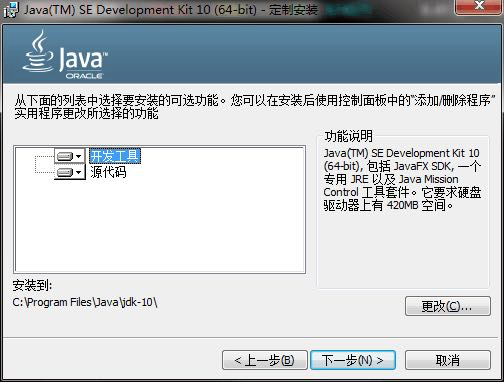 Java(TM) SE Development Kit 10 (64-bit) - 定制安装
Java
ORACLE
从下面的列表中选择要安装的可选功能。您可以在安装后使用控制面板中的“添加/删除程序”
实用程序更改所选择的功能
开发工具
源代码
功能说明
Java(TM) SE Development Kit 10
(64-bit), 包括 JavaFX SDK, 一个
专用 JRE 以及 Java Mission
Control 工具套件。它要求硬盘
驱动器上有 420MB 空间。
安装到:
C:\Program Files\Java\jdk-10\
更改(C)...
< 上一步(B)
下一步(N) >
取消